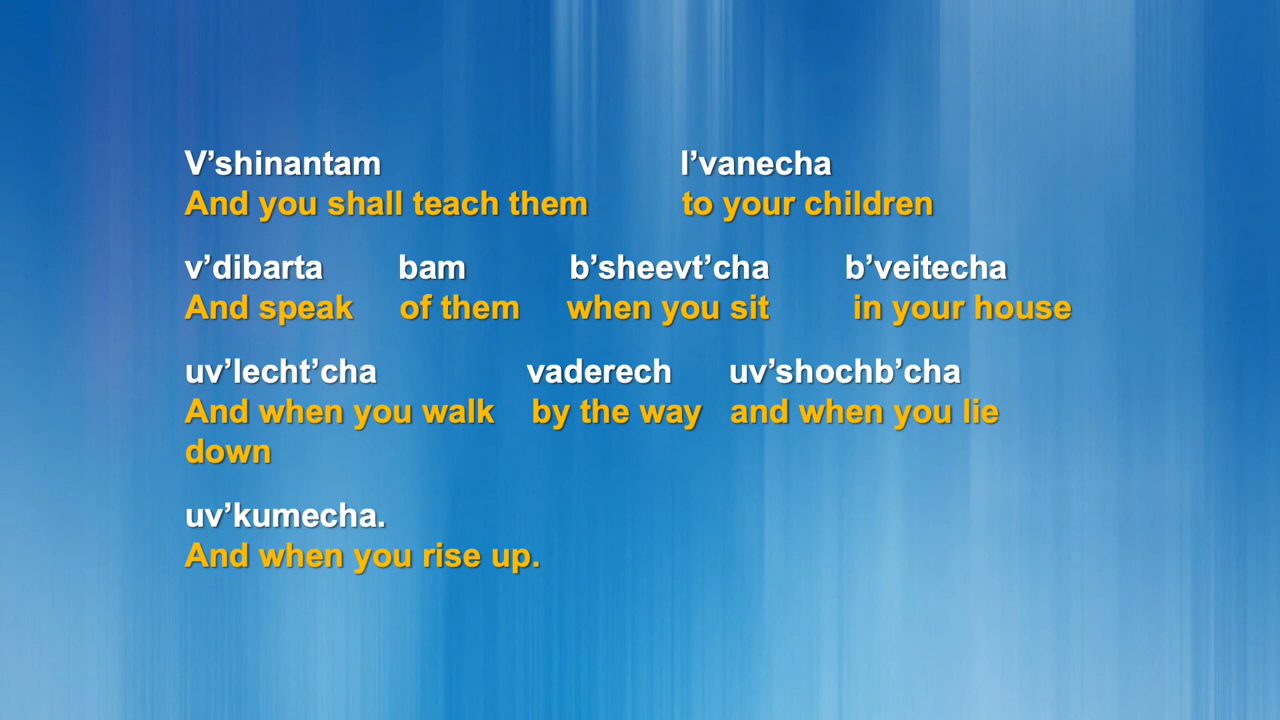 V’shinantam l’vanecha
And you shall teach them to your children
v’dibarta bam b’sheevt’cha b’veitecha
And speak of them when you sit in your house
uv’lecht’cha vaderech uv’shochb’cha
And when you walk by the way and when you lie
down
uv’kumecha.
And when you rise up.